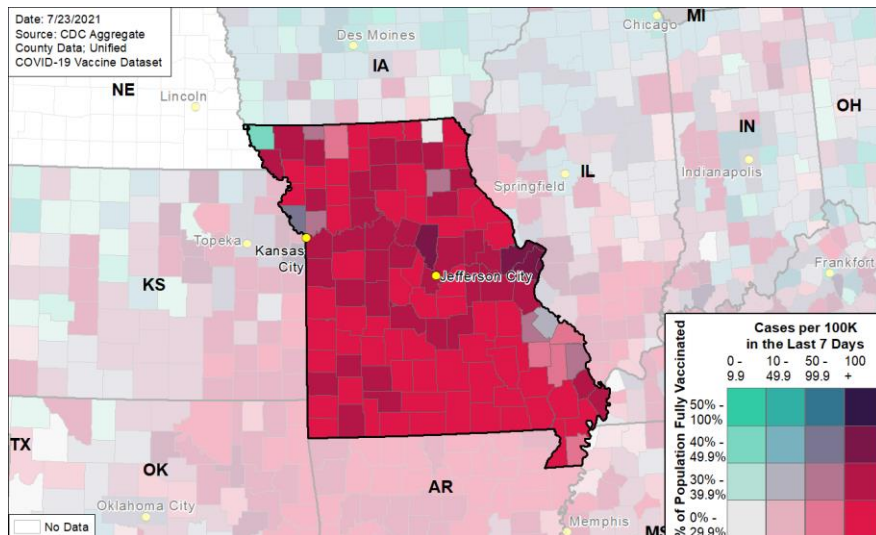 Date: 7/23/2021
Source: CDC Aggregate
County Data; Unified
COVID-19 Vaccine Dataset
Chicago
MI
Des Moines
IA
NE
Lincoln
OH
IN
IL
Indianapolis
Springfield
Topeka
Kansas
City
Jefferson City
Frankfort
KS
Cases per 100K
in the Last 7 Days
0 -
9.9
10 -
49.9
50 -
99.9
100
+
% of Population Fully Vaccinated
50% -
100%
40% -
49.9%
30% -
39.9%
0% -
29.9%
TX
OK
AR
Oklahoma City
Memphis
MS
No Data